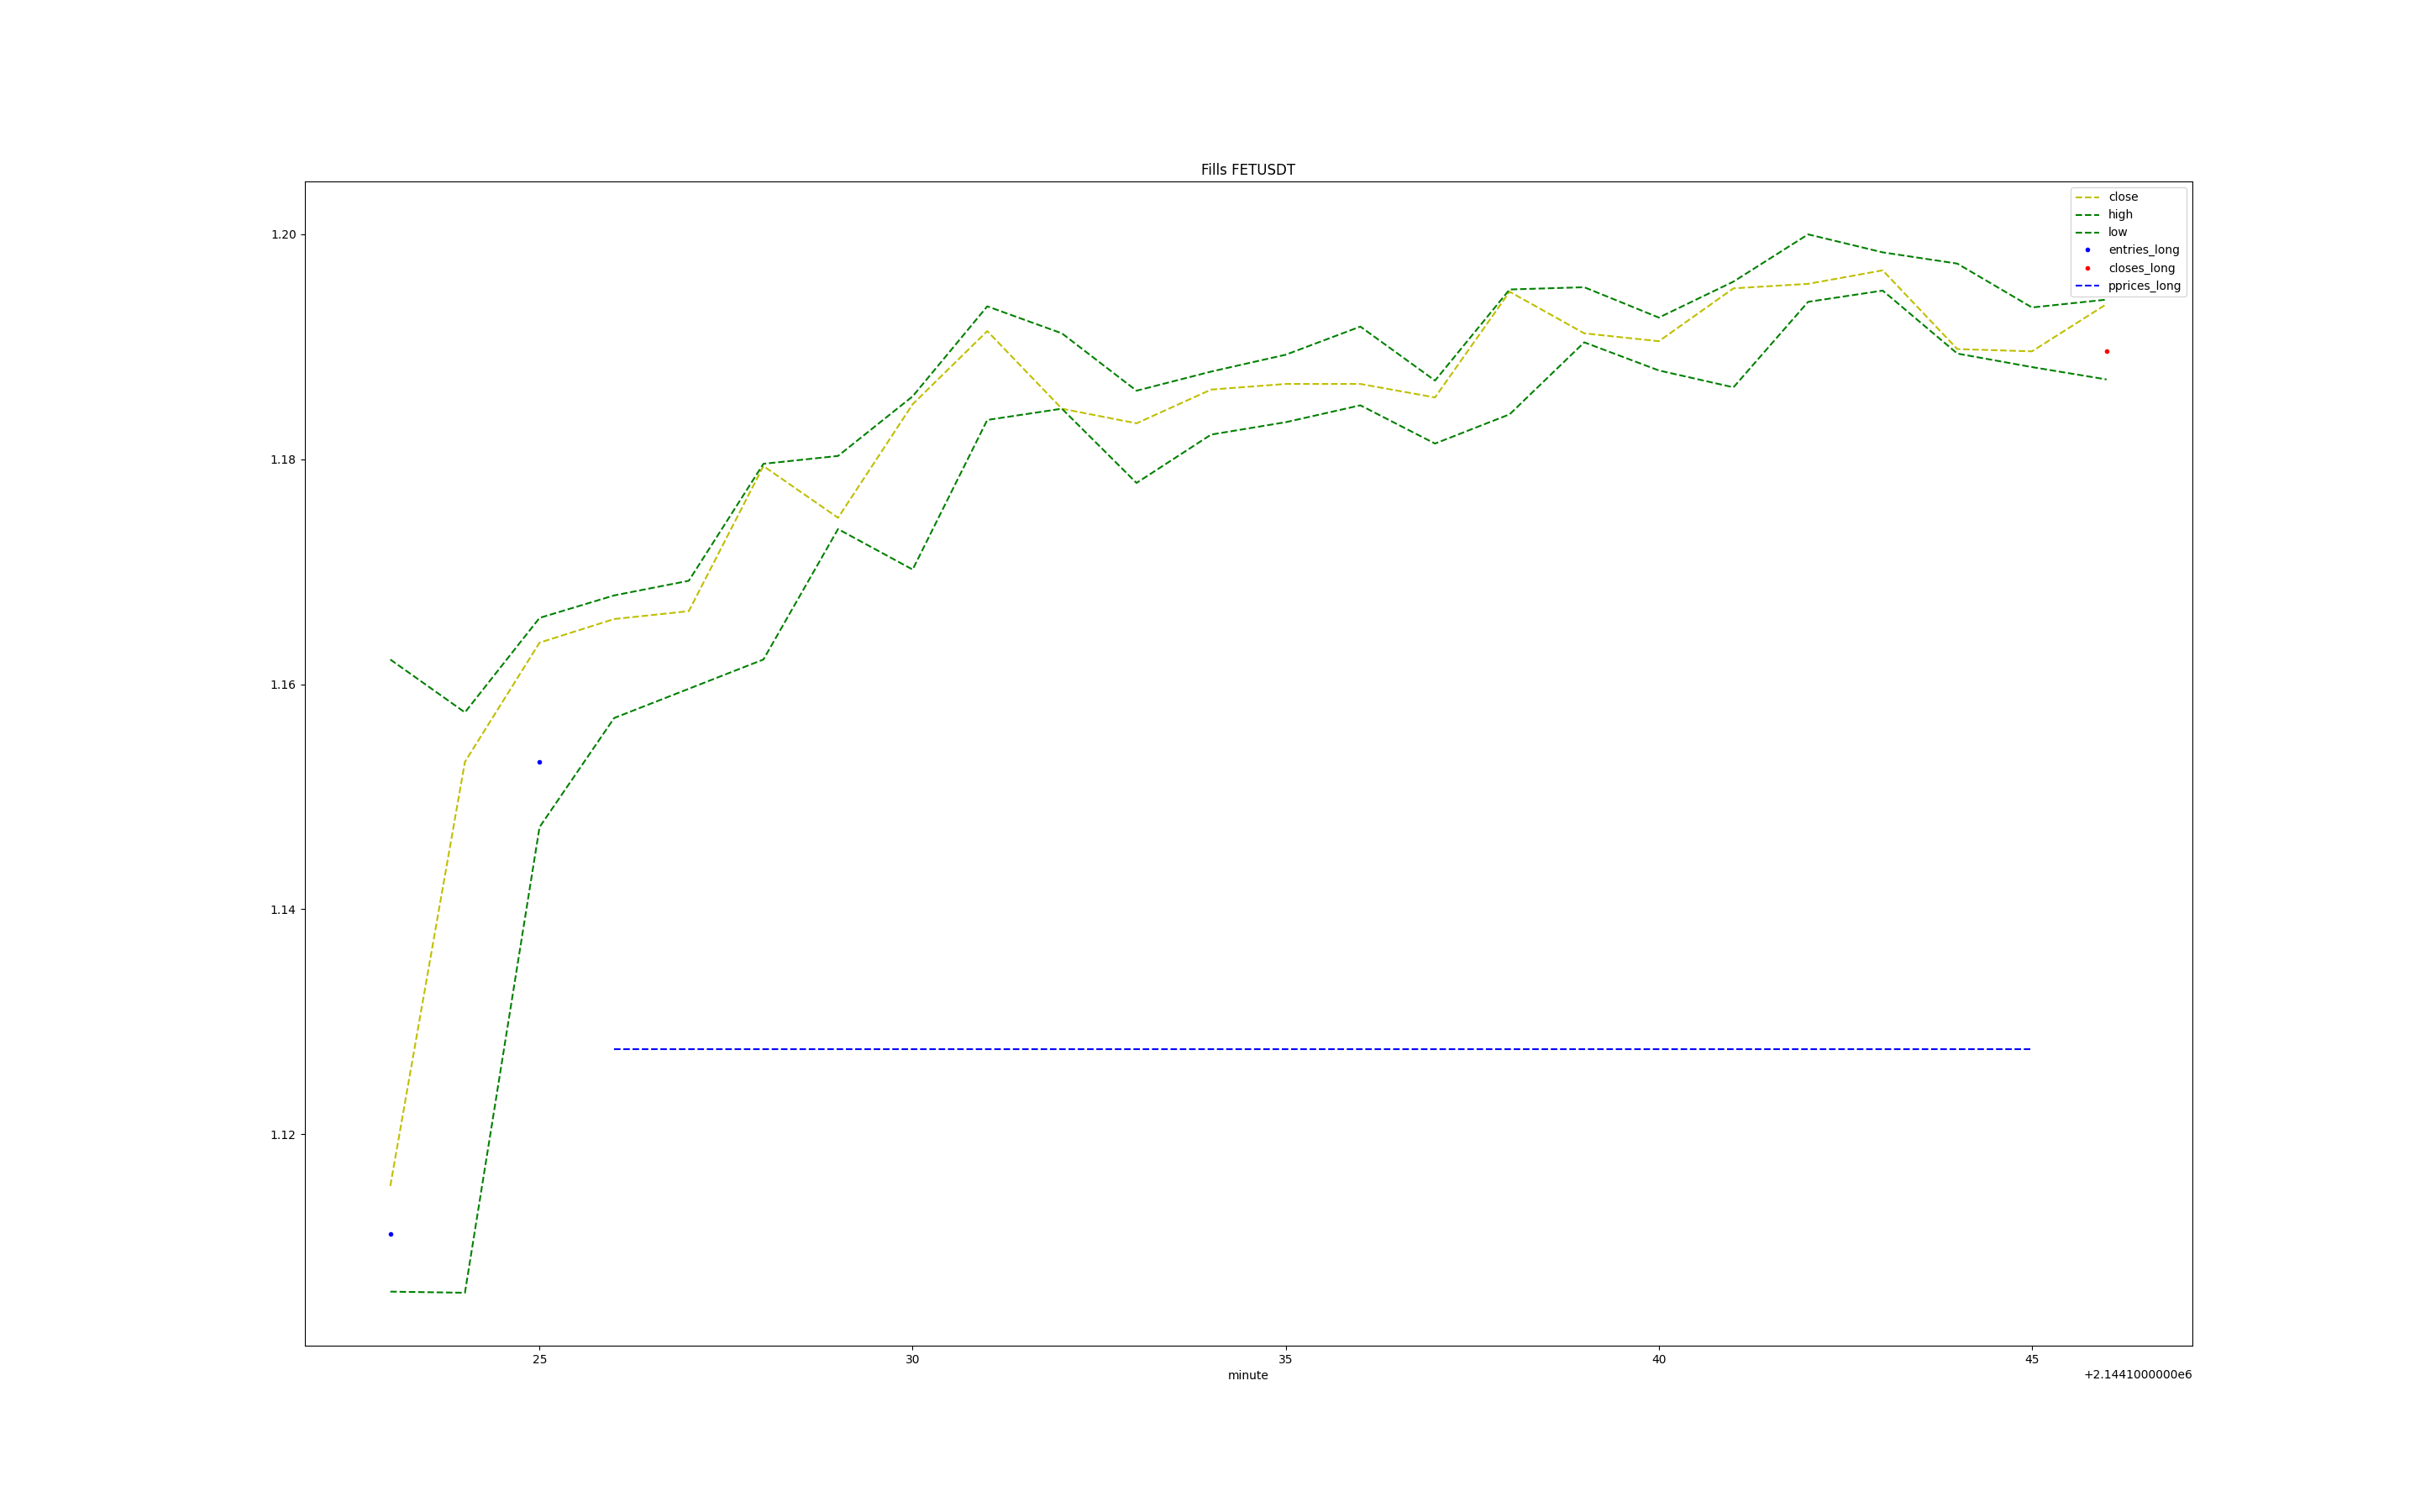 Fills FETUSDT
close
high
low
entries_long
closes_long
pprices_long
1.20
1.18
1.16
1.14
1.12
25 30 35 40 45
minute
+2.1441000000e6